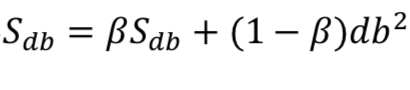 S_{db} = βS_{db} + (1 − β)db²